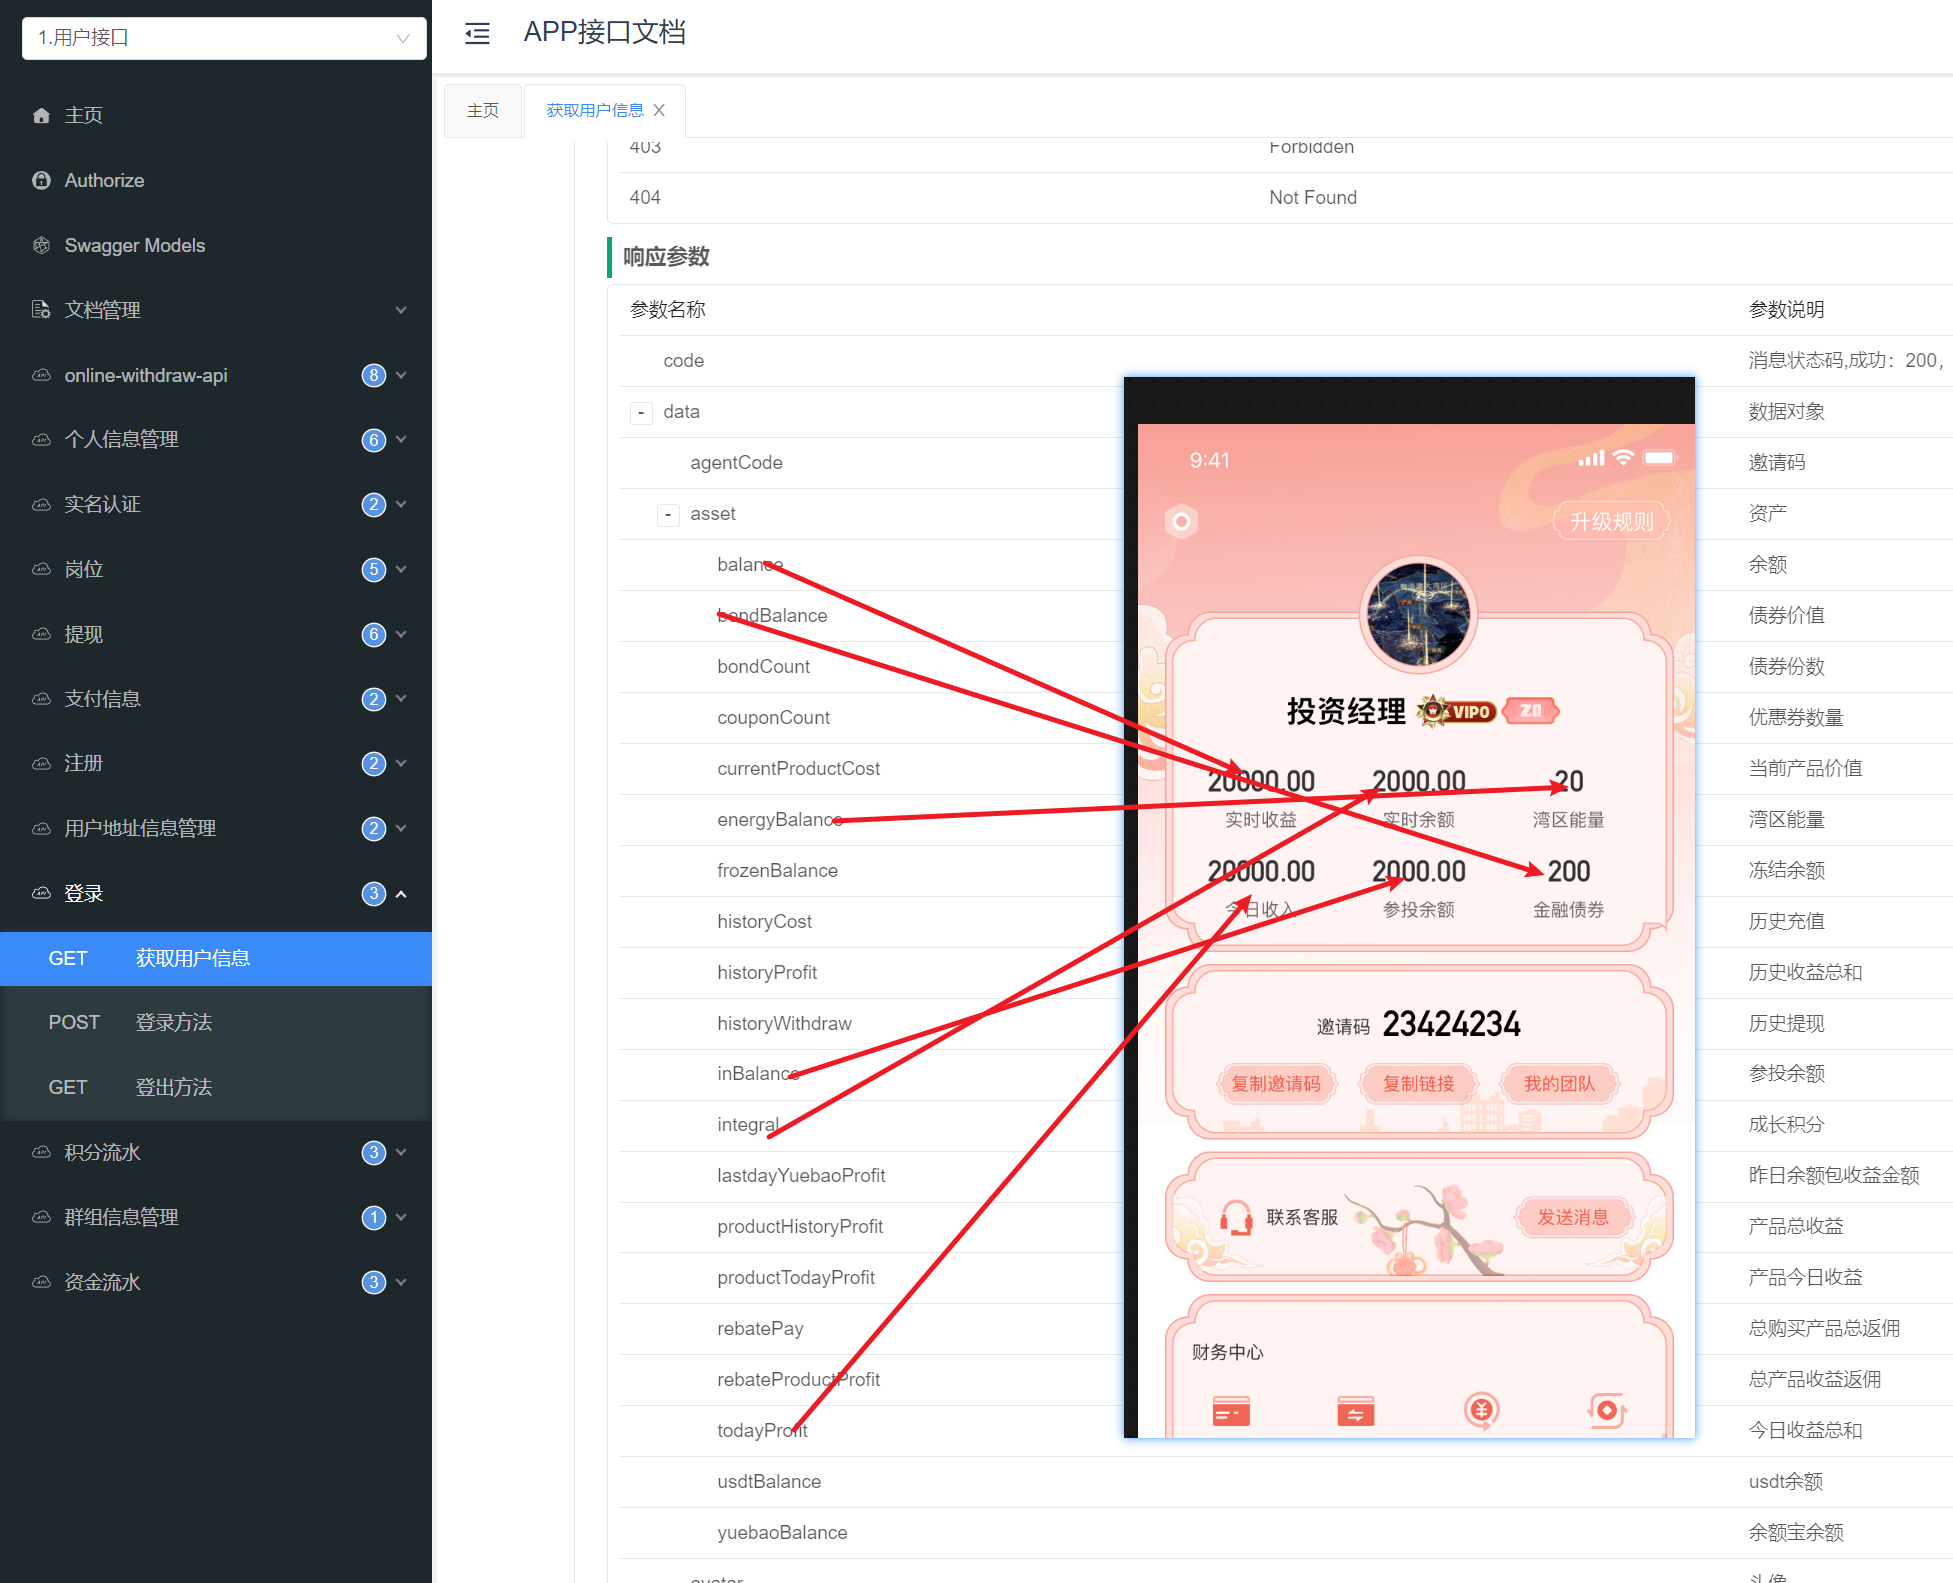 1.用户接口
主页
Authorize
Swagger Models
文档管理
online-withdraw-api 8
个人信息管理 6
实名认证 2
岗位 5
提现 6
支付信息 2
注册 2
用户地址信息管理 2
登录 3
GET 获取用户信息
POST 登录方法
GET 登出方法
积分流水 3
群组信息管理 1
资金流水 3
APP接口文档
主页 获取用户信息
403 Forbidden
404 Not Found
响应参数
参数名称 参数说明
code 消息状态码,成功：200,
- data 数据对象
agentCode 邀请码
- asset 资产
balance 余额
bondBalance 债券价值
bondCount 债券份数
couponCount 优惠券数量
currentProductCost 当前产品价值
energyBalance 湾区能量
frozenBalance 冻结余额
historyCost 历史充值
historyProfit 历史收益总和
historyWithdraw 历史提现
inBalance 参投余额
integral 成长积分
lastdayYuebaoProfit 昨日余额包收益金额
productHistoryProfit 产品总收益
productTodayProfit 产品今日收益
rebatePay 总购买产品总返佣
rebateProductProfit 总产品收益返佣
todayProfit 今日收益总和
usdtBalance usdt余额
yuebaoBalance 余额宝余额
avatar 头像
9:41
升级规则
投资经理 VIP0 Z0
20000.00 2000.00 20
实时收益 实时余额 湾区能量
20000.00 2000.00 200
今日收入 参投余额 金融债券
邀请码 23424234
复制邀请码 复制链接 我的团队
联系客服 发送消息
财务中心